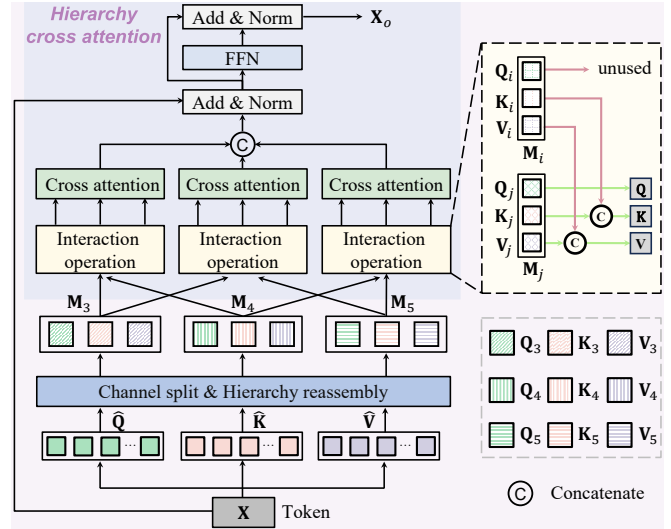 Hierarchy
cross attention
Add & Norm
X_o
FFN
Add & Norm
C
Cross attention
Cross attention
Cross attention
Interaction
operation
Interaction
operation
Interaction
operation
M_3
M_4
M_5
Channel split & Hierarchy reassembly
Q̂
K̂
V̂
...
...
...
X
Token
Q_i
unused
K_i
V_i
M_i
Q_j
Q
K_j
C
K
V_j
C
V
M_j
Q_3
K_3
V_3
Q_4
K_4
V_4
Q_5
K_5
V_5
C
Concatenate